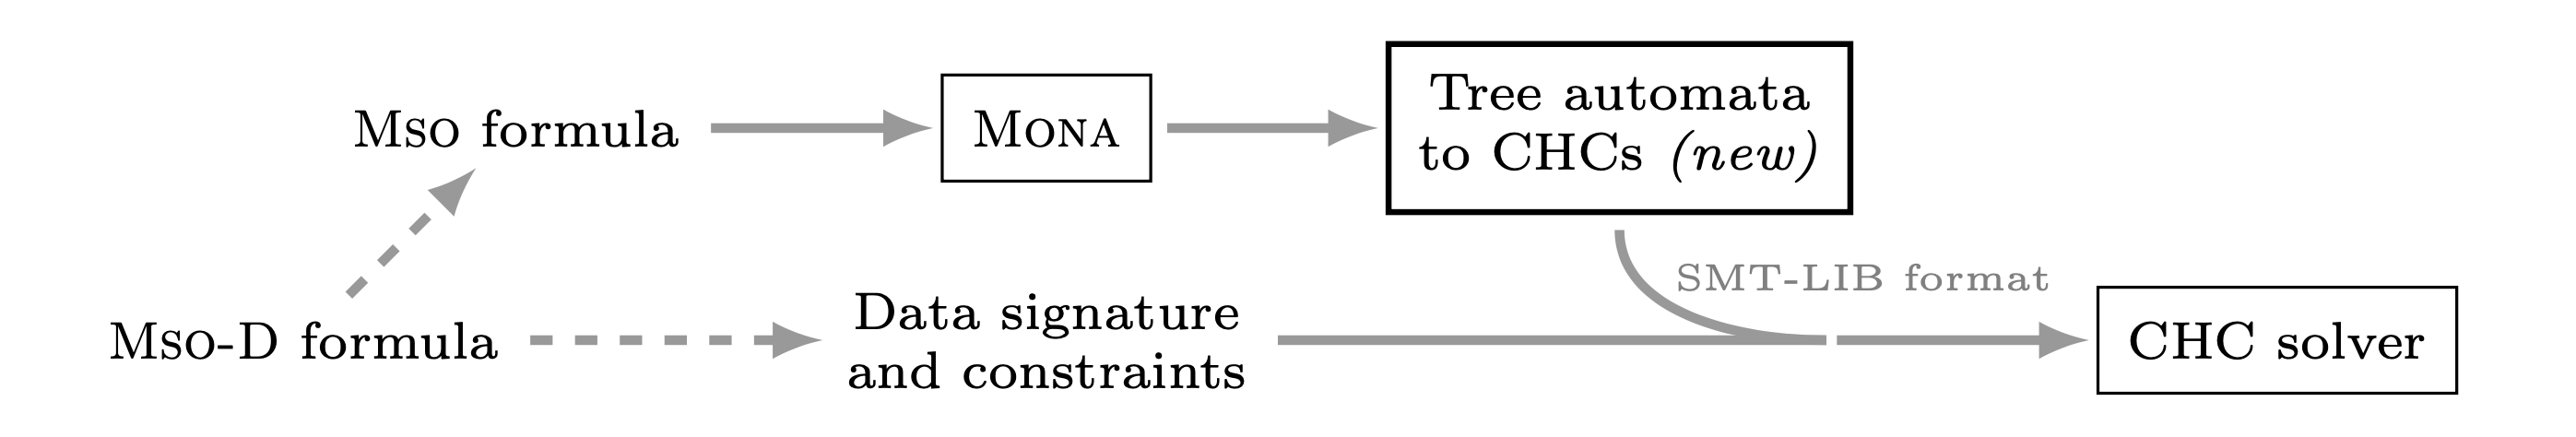 Mso formula
Mona
Tree automata
to CHCs (new)
SMT-LIB format
Mso-D formula
Data signature
and constraints
CHC solver